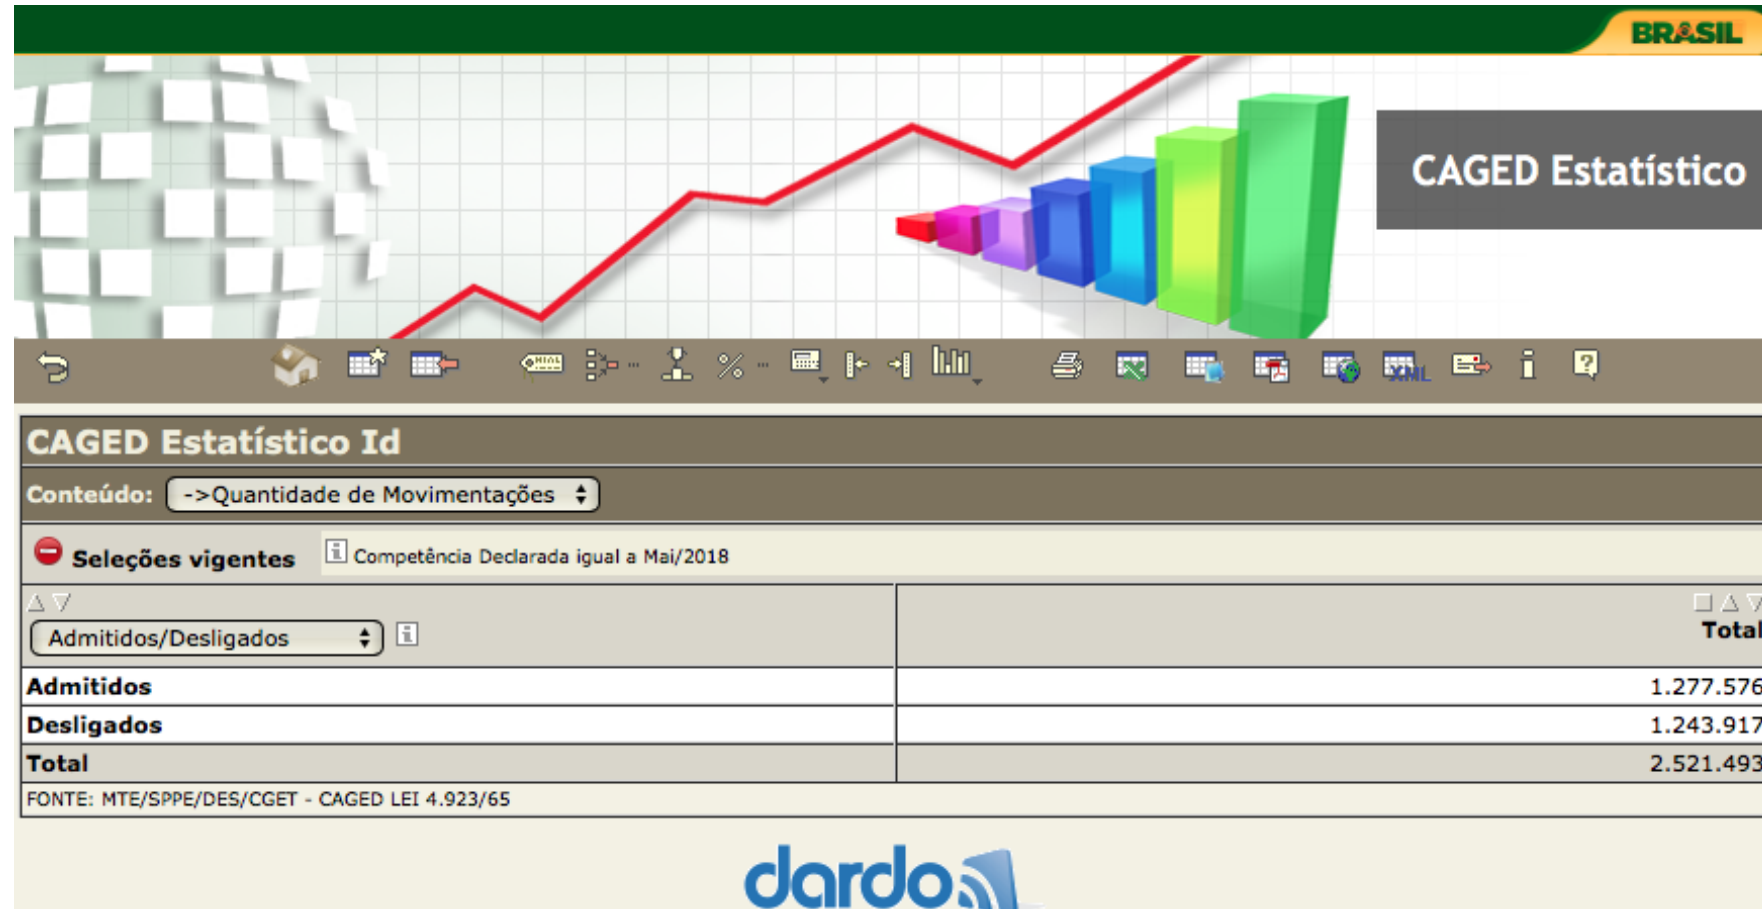 BRASIL
CAGED Estatístico
XML
CAGED Estatístico Id
Conteúdo: ->Quantidade de Movimentações
Seleções vigentes Competência Declarada igual a Mai/2018
Admitidos/Desligados Total
Admitidos 1.277.576
Desligados 1.243.917
Total 2.521.493
FONTE: MTE/SPPE/DES/CGET - CAGED LEI 4.923/65
dardo